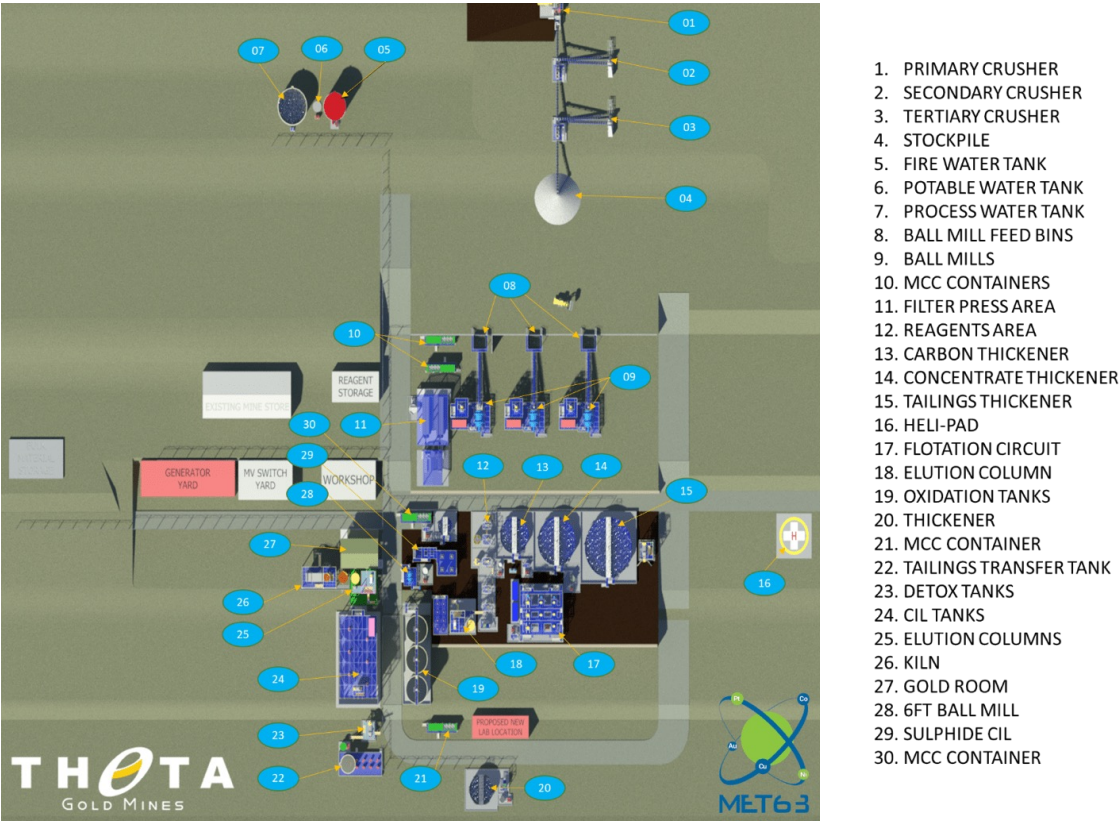 01
07
06
05
02
03
04
08
10
09
REAGENT
STORAGE
EXISTING MINE STORE
30
11
29
12
13
14
GENERATOR
YARD
MV SWITCH
YARD
WORKSHOP
28
15
27
H
16
26
25
18
17
24
19
23
PROPOSED NEW
LAB LOCATION
22
21
20
THETA
GOLD MINES
Pt
Co
Au
Cu
Ni
MET63
1. PRIMARY CRUSHER
2. SECONDARY CRUSHER
3. TERTIARY CRUSHER
4. STOCKPILE
5. FIRE WATER TANK
6. POTABLE WATER TANK
7. PROCESS WATER TANK
8. BALL MILL FEED BINS
9. BALL MILLS
10. MCC CONTAINERS
11. FILTER PRESS AREA
12. REAGENTS AREA
13. CARBON THICKENER
14. CONCENTRATE THICKENER
15. TAILINGS THICKENER
16. HELI-PAD
17. FLOTATION CIRCUIT
18. ELUTION COLUMN
19. OXIDATION TANKS
20. THICKENER
21. MCC CONTAINER
22. TAILINGS TRANSFER TANK
23. DETOX TANKS
24. CIL TANKS
25. ELUTION COLUMNS
26. KILN
27. GOLD ROOM
28. 6FT BALL MILL
29. SULPHIDE CIL
30. MCC CONTAINER